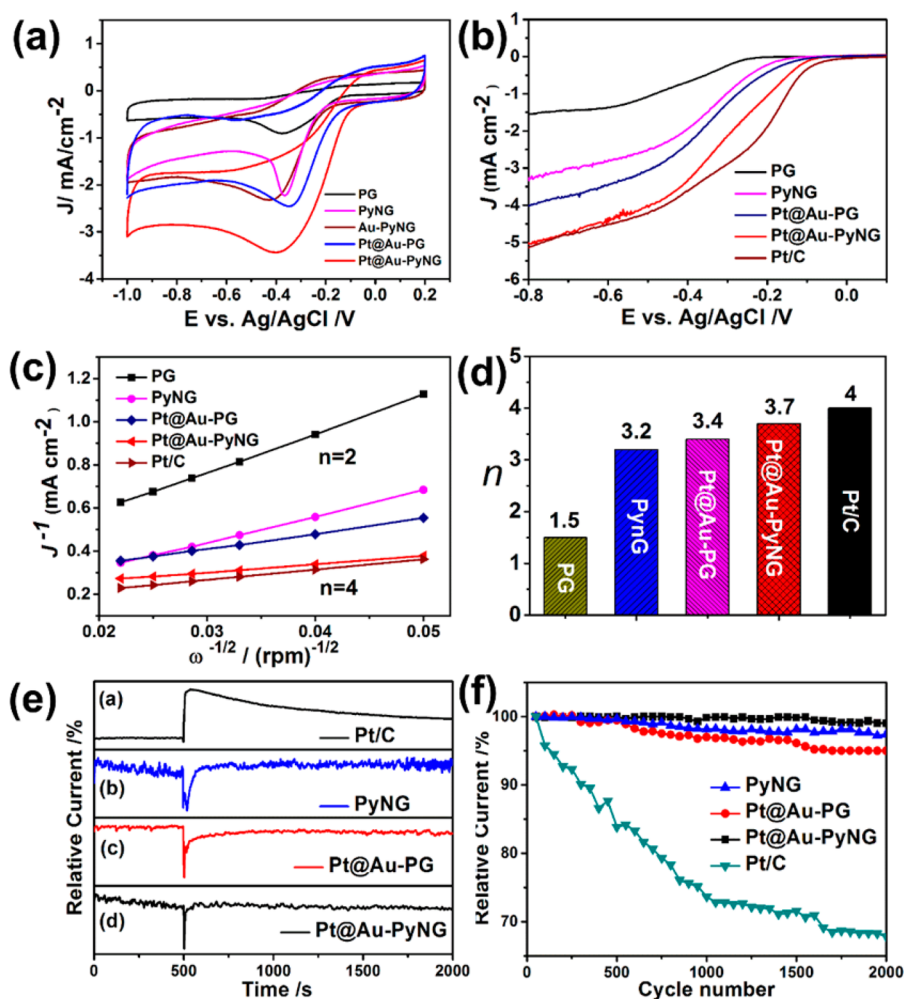 (a)
J/ mA/cm-2
1
0
-1
-2
-3
-4
-1.0 -0.8 -0.6 -0.4 -0.2 0.0 0.2
E vs. Ag/AgCl /V
PG
PyNG
Au-PyNG
Pt@Au-PG
Pt@Au-PyNG
(b)
J (mA cm-2)
0
-1
-2
-3
-4
-5
-6
-0.8 -0.6 -0.4 -0.2 0.0
E vs. Ag/AgCl /V
PG
PyNG
Pt@Au-PG
Pt@Au-PyNG
Pt/C
(c)
J-1 (mA cm-2)
1.2
1.0
0.8
0.6
0.4
0.2
0.02 0.03 0.04 0.05
ω -1/2 / (rpm)-1/2
PG
PyNG
Pt@Au-PG
Pt@Au-PyNG
Pt/C
n=2
n=4
(d)
n
5
4
3
2
1
0
1.5
3.2
3.4
3.7
4
PG
PynG
Pt@Au-PG
Pt@Au-PyNG
Pt/C
(e)
Relative Current /%
(a)
Pt/C
(b)
PyNG
(c)
Pt@Au-PG
(d)
Pt@Au-PyNG
0 500 1000 1500 2000
Time /s
(f)
Relative Current /%
100
90
80
70
0 500 1000 1500 2000
Cycle number
PyNG
Pt@Au-PG
Pt@Au-PyNG
Pt/C